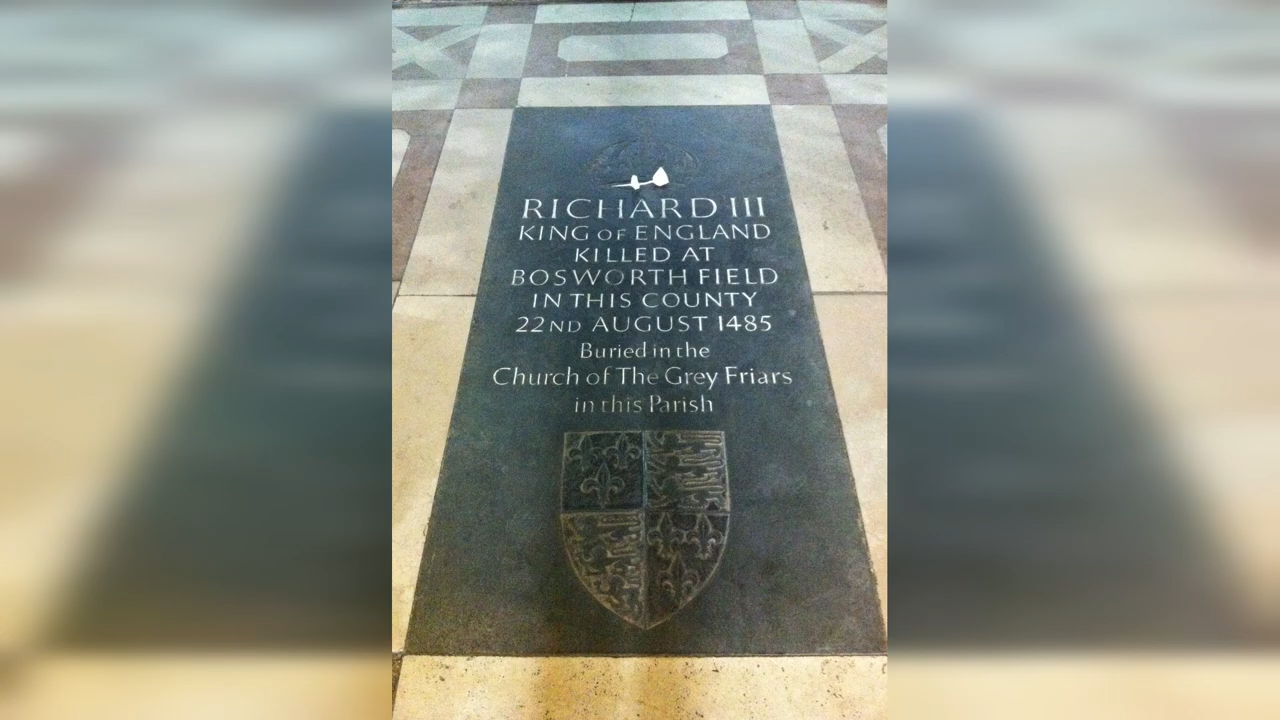 RICHARD III
KING OF ENGLAND
KILLED AT
BOSWORTH FIELD
IN THIS COUNTY
22ND AUGUST 1485
Buried in the
Church of The Grey Friars
in this Parish